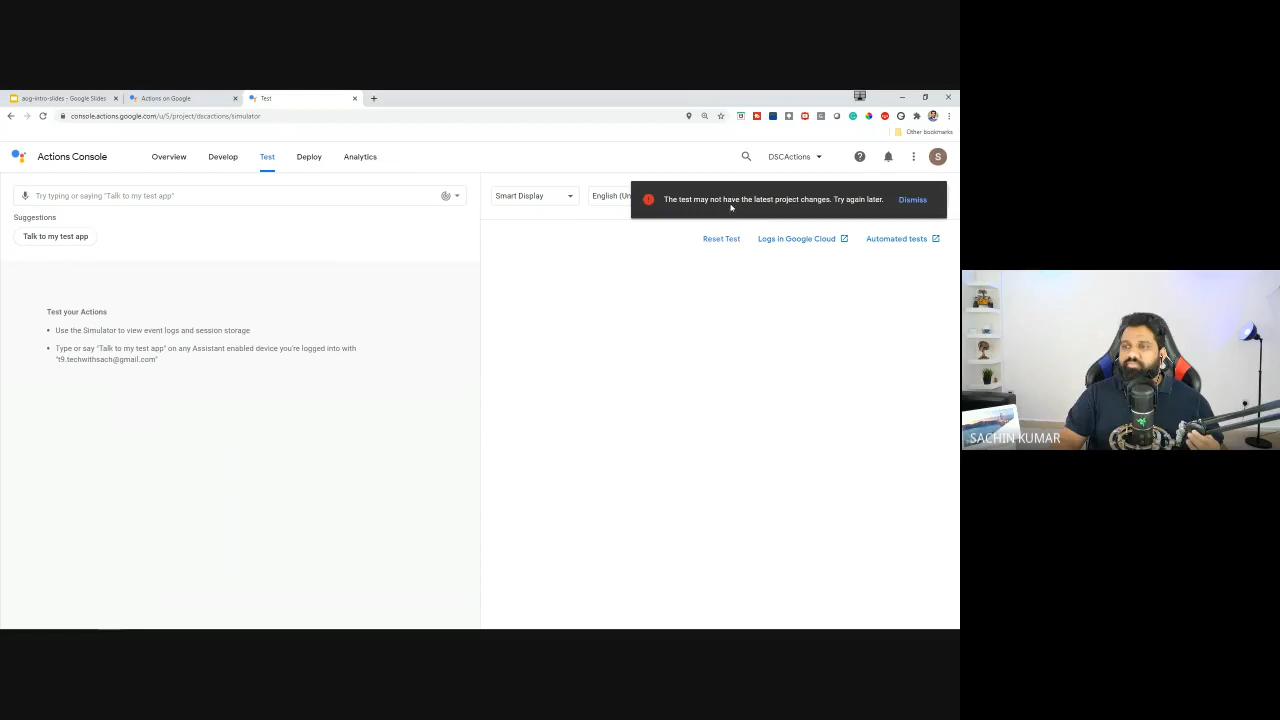 aog-intro-slides - Google Slides
Actions on Google
Test
console.actions.google.com/u/5/project/dscactions/simulator
Other bookmarks
Actions Console
Overview
Develop
Test
Deploy
Analytics
DSCActions
S
Try typing or saying "Talk to my test app"
Smart Display
English (Un
The test may not have the latest project changes. Try again later.
Dismiss
Suggestions
Talk to my test app
Reset Test
Logs in Google Cloud
Automated tests
Test your Actions
• Use the Simulator to view event logs and session storage
• Type or say "Talk to my test app" on any Assistant enabled device you're logged into with
"t9.techwithsach@gmail.com"
SACHIN KUMAR